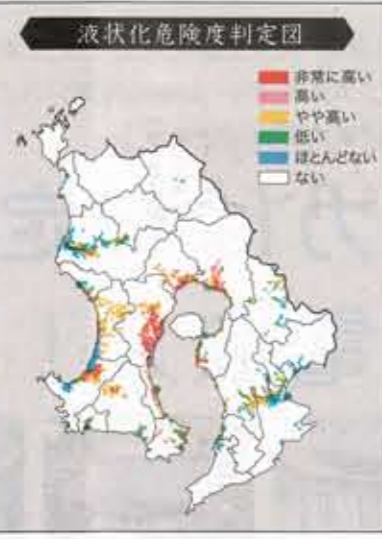 液状化危険度判定図
非常に高い
高い
やや高い
低い
ほとんどない
ない